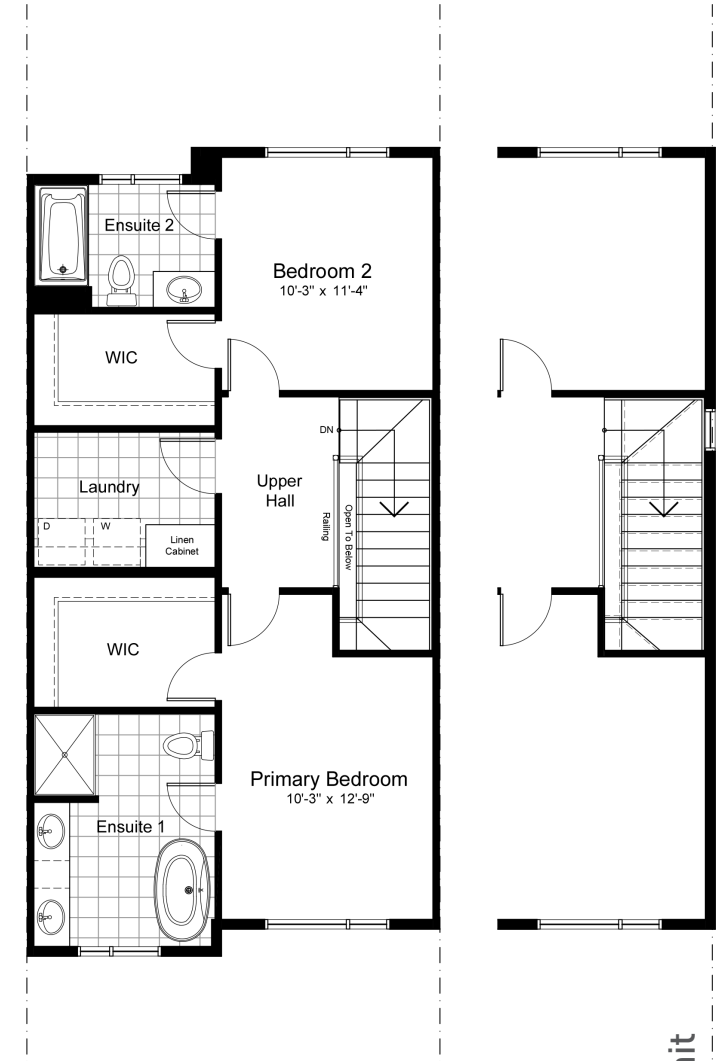 Ensuite 2
Bedroom 2
10'-3" x 11'-4"
WIC
DN
Laundry
Upper
Hall
Open To Below
Railing
D
W
Linen
Cabinet
WIC
Primary Bedroom
10'-3" x 12'-9"
Ensuite 1